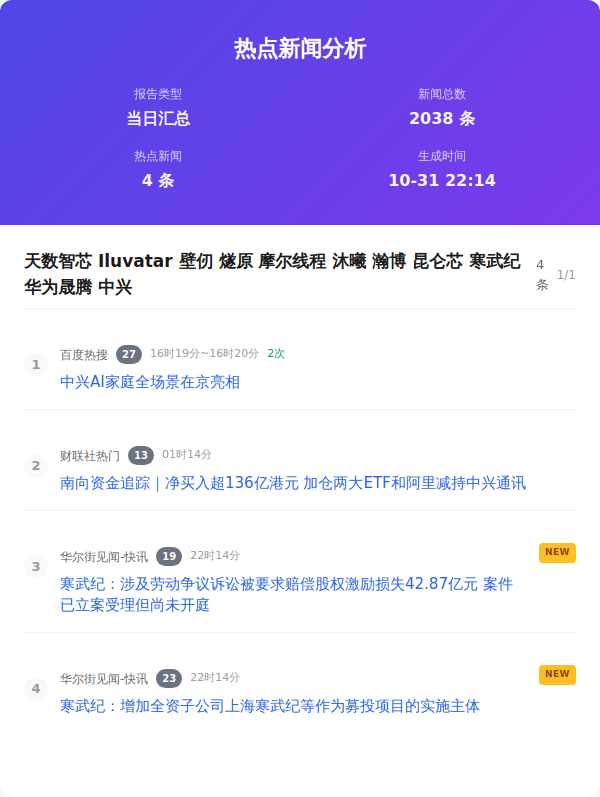 热点新闻分析
报告类型
新闻总数
当日汇总
2038 条
热点新闻
生成时间
4 条
10-31 22:14
天数智芯 Iluvatar 壁仞 燧原 摩尔线程 沐曦 瀚博 昆仑芯 寒武纪
华为晟腾 中兴
4
条
1/1
1
百度热搜 27 16时19分~16时20分 2次
中兴AI家庭全场景在京亮相
2
财联社热门 13 01时14分
南向资金追踪｜净买入超136亿港元 加仓两大ETF和阿里减持中兴通讯
3
华尔街见闻-快讯 19 22时14分
NEW
寒武纪：涉及劳动争议诉讼被要求赔偿股权激励损失42.87亿元 案件
已立案受理但尚未开庭
4
华尔街见闻-快讯 23 22时14分
NEW
寒武纪：增加全资子公司上海寒武纪等作为募投项目的实施主体